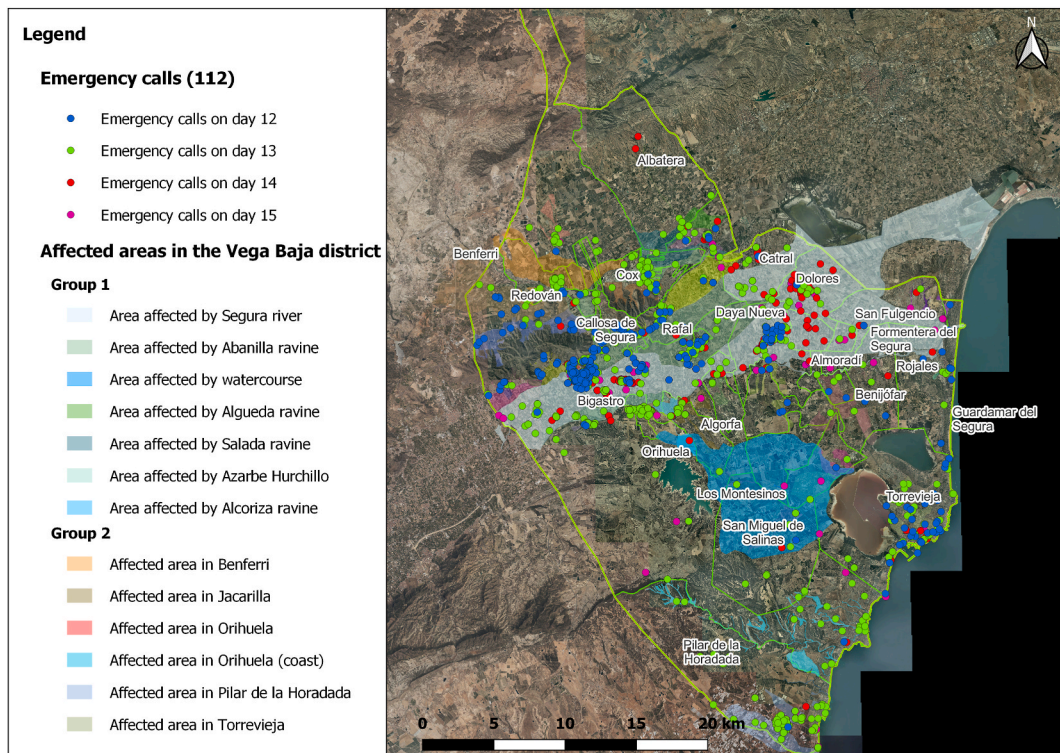 Legend
Emergency calls (112)
Emergency calls on day 12
Emergency calls on day 13
Emergency calls on day 14
Emergency calls on day 15
Affected areas in the Vega Baja district
Group 1
Area affected by Segura river
Area affected by Abanilla ravine
Area affected by watercourse
Area affected by Algueda ravine
Area affected by Salada ravine
Area affected by Azarbe Hurchillo
Area affected by Alcoriza ravine
Group 2
Affected area in Benferri
Affected area in Jacarilla
Affected area in Orihuela
Affected area in Orihuela (coast)
Affected area in Pilar de la Horadada
Affected area in Torrevieja
N
Albatera
Benferri
Catral
Cox
Dolores
Redován
Daya Nueva
San Fulgencio
Callosa de
Segura
Rafal
Formentera del
Segura
Almoradí
Rojales
Bigastro
Benijófar
Algorfa
Guardamar del
Segura
Orihuela
Los Montesinos
Torrevieja
San Miguel de
Salinas
Pilar de la
Horadada
0 5 10 15 20 km